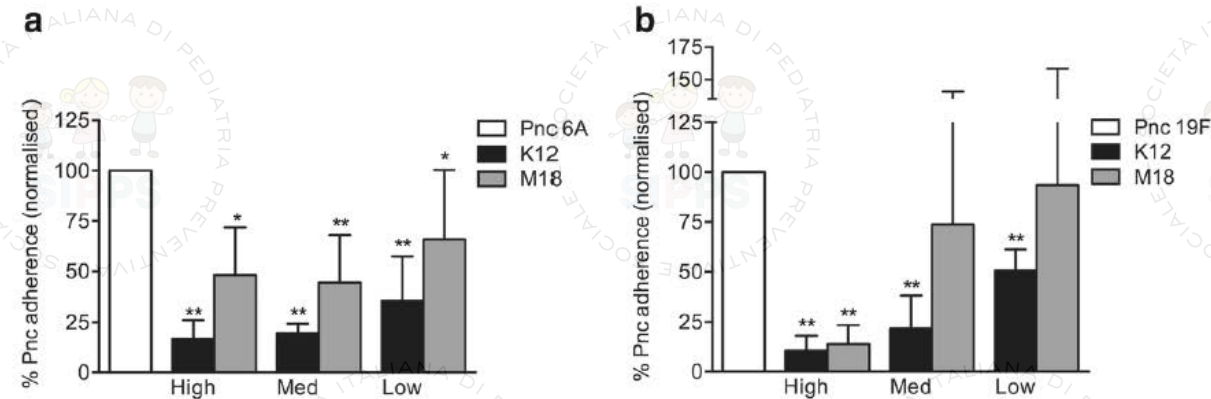 a
% Pnc adherence (normalised)
125
100
75
50
25
0
**
*
**
**
**
*
High
Med
Low
Pnc 6A
K12
M18
b
% Pnc adherence (normalised)
175
150
125
100
75
50
25
0
**
**
**
**
High
Med
Low
Pnc 19F
K12
M18
SIPPS